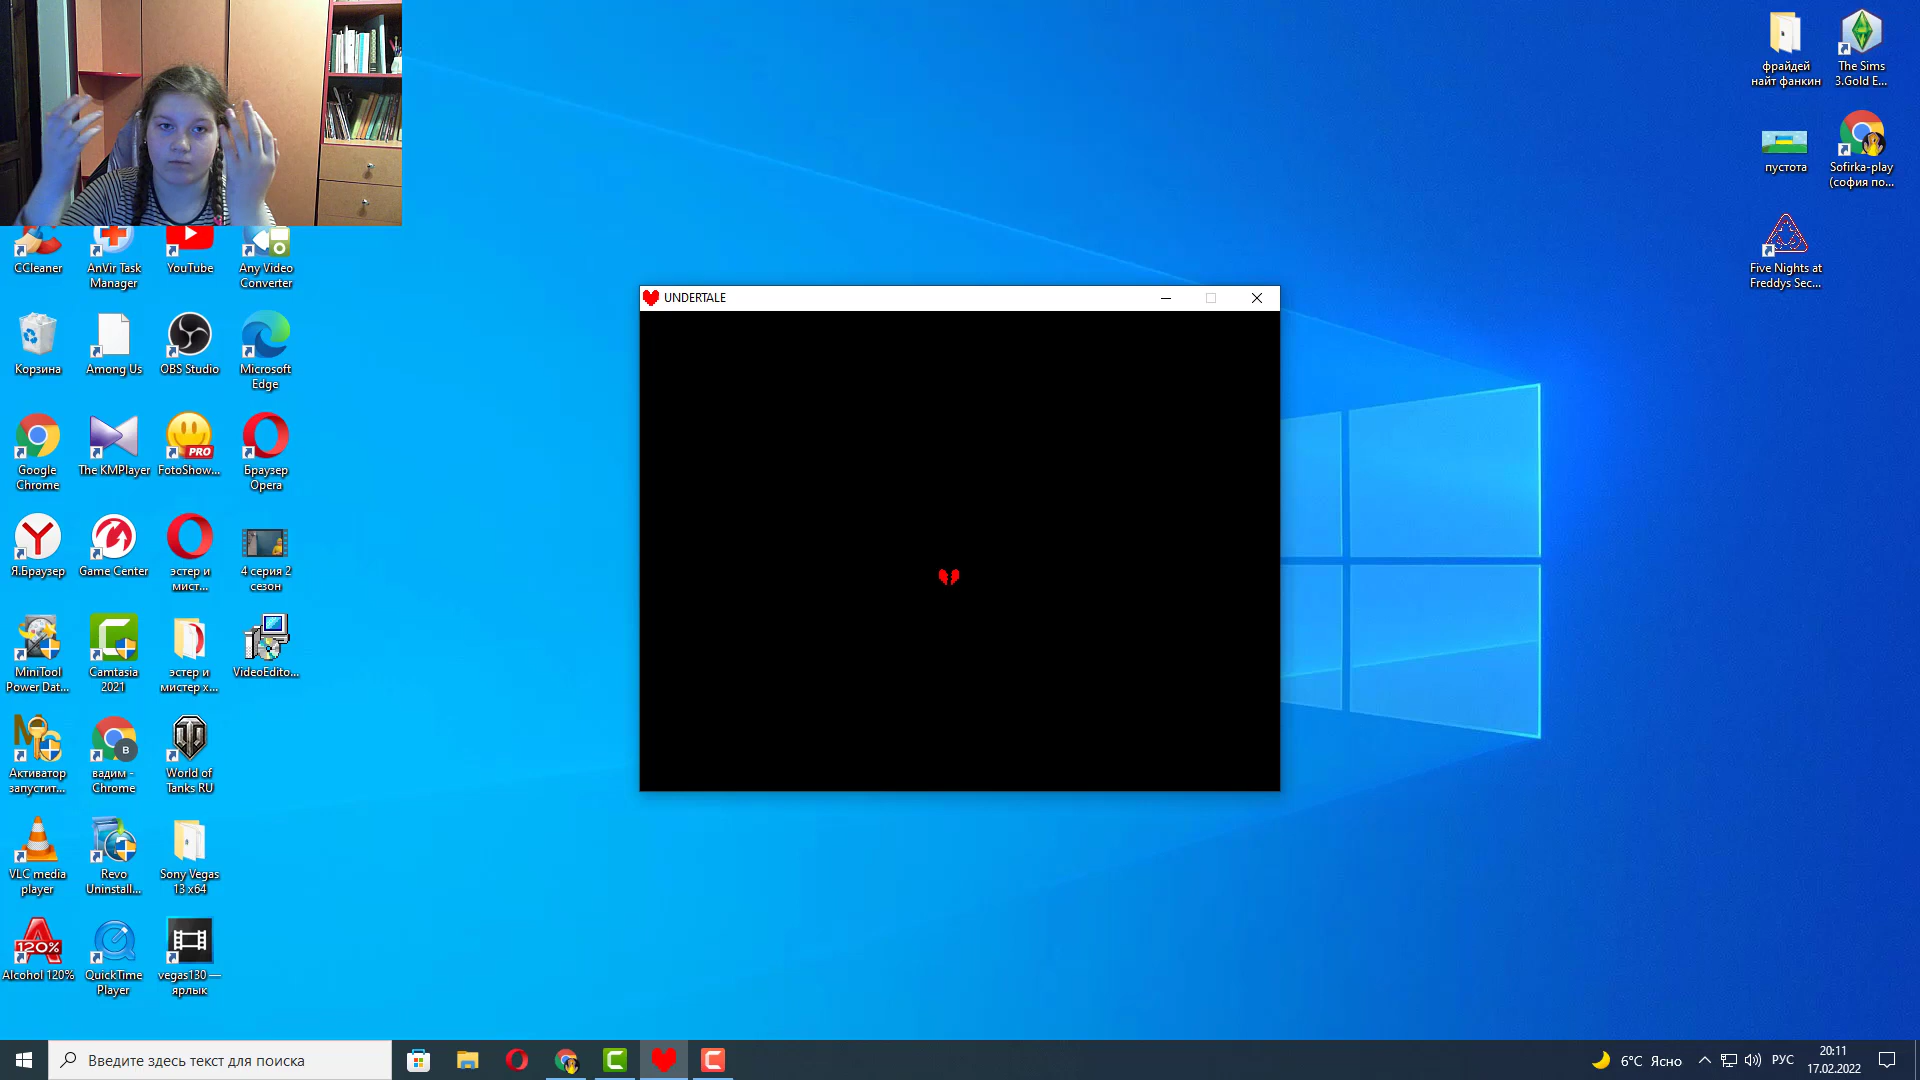 фрайдей
найт фанкин
The Sims
3.Gold E...
пустота
Sofirka-play
(софия по...
Five Nights at
Freddys Sec...
CCleaner
AnVir Task
Manager
YouTube
Any Video
Converter
UNDERTALE
Корзина
Among Us
OBS Studio
Microsoft
Edge
Google
Chrome
The KMPlayer
PRO
FotoShow...
Браузер
Opera
Я.Браузер
Game Center
эстер и
мист...
4 серия 2
сезон
MiniTool
Power Dat...
Camtasia
2021
эстер и
мистер х...
VideoEdito...
Активатор
запустит...
B
вадим -
Chrome
World of
Tanks RU
VLC media
player
Revo
Uninstall...
Sony Vegas
13 x64
120%
Alcohol 120%
QuickTime
Player
vegas130 —
ярлык
Введите здесь текст для поиска
6°C Ясно
РУС
20:11
17.02.2022